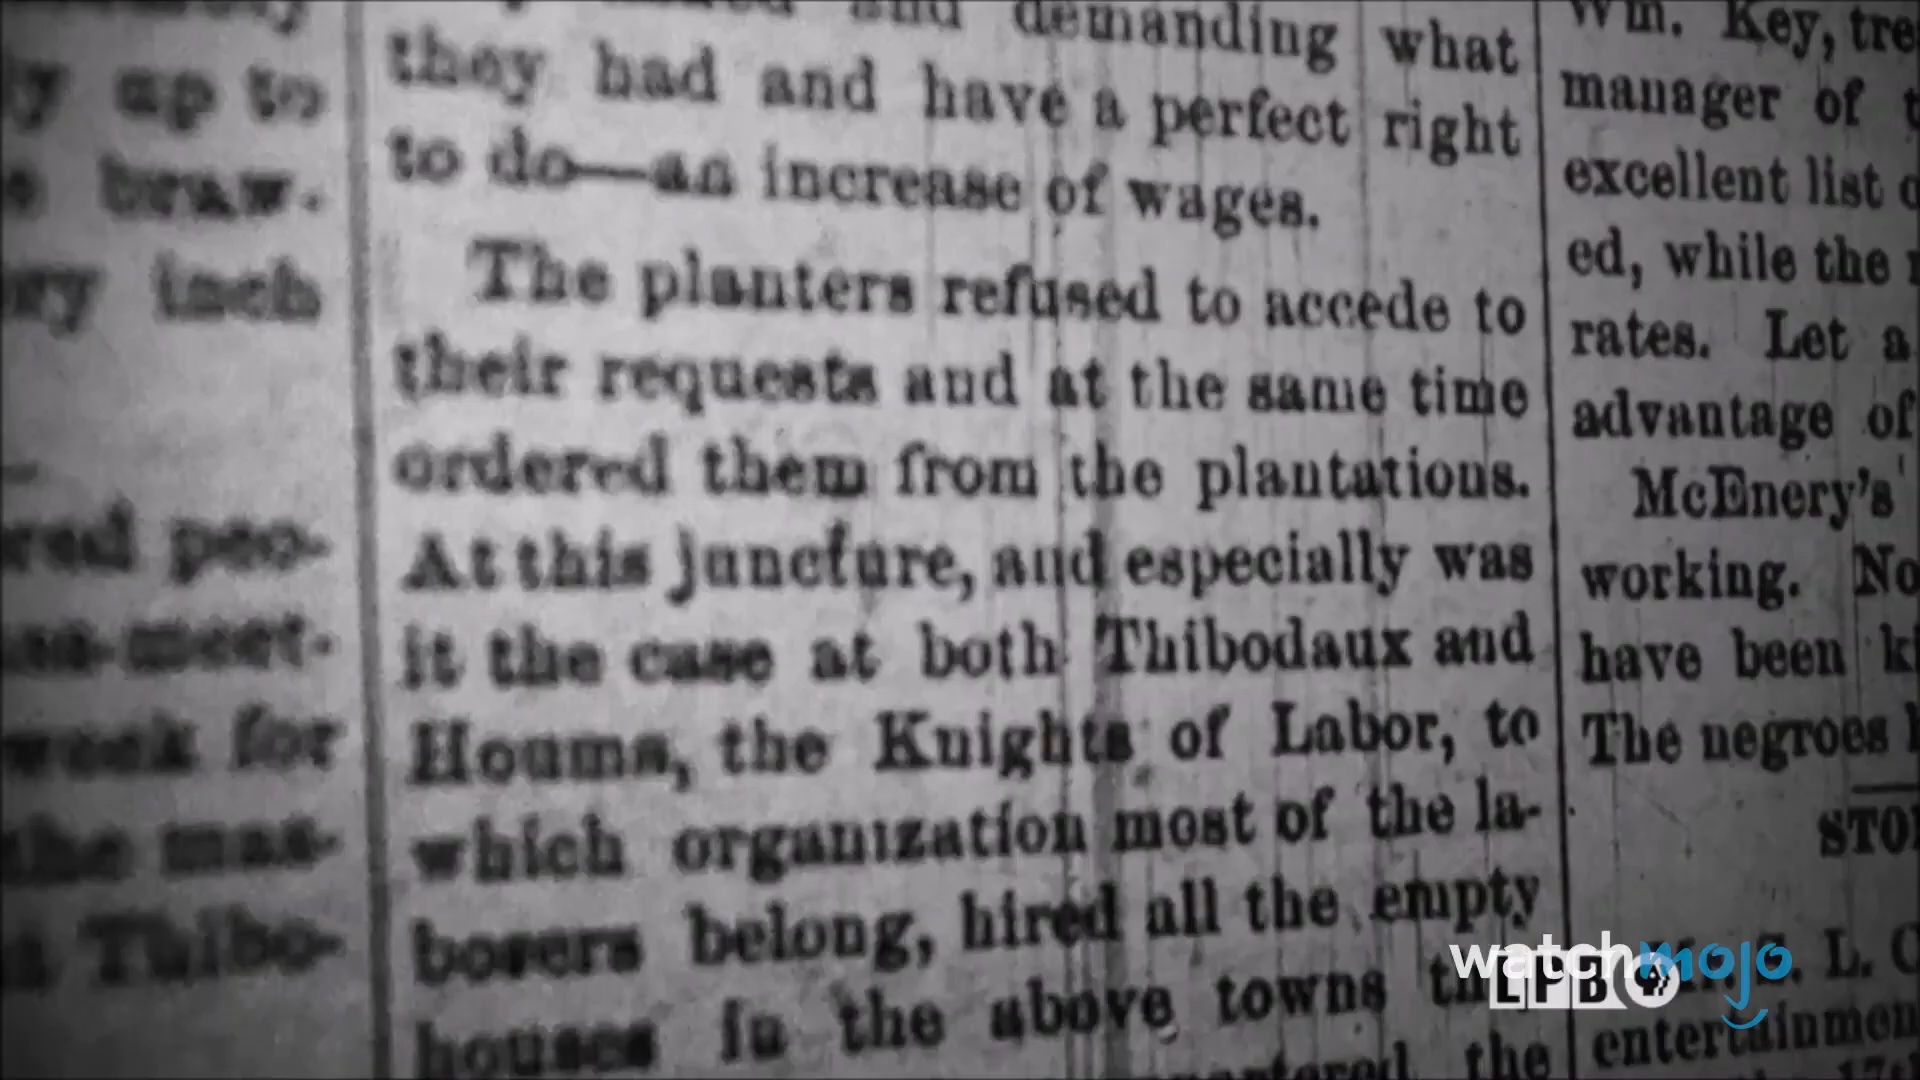 up to
braw-
inch
red peo-
meet-
week for
the mas-
Thibo-
and demanding what
they had and have a perfect right
to do—an increase of wages.
The planters refused to accede to
their requests and at the same time
ordered them from the plantations.
At this juncture, and especially was
it the case at both Thibodaux and
Houma, the Knights of Labor, to
which organization most of the la-
borers belong, hired all the empty
houses in the above towns
the
Wm. Key, tre
manager of t
excellent list o
ed, while the
rates. Let a
advantage of
McEnery's
working. No
have been ki
The negroes
STO
L. C
entertainmen
watchmojo
LPB